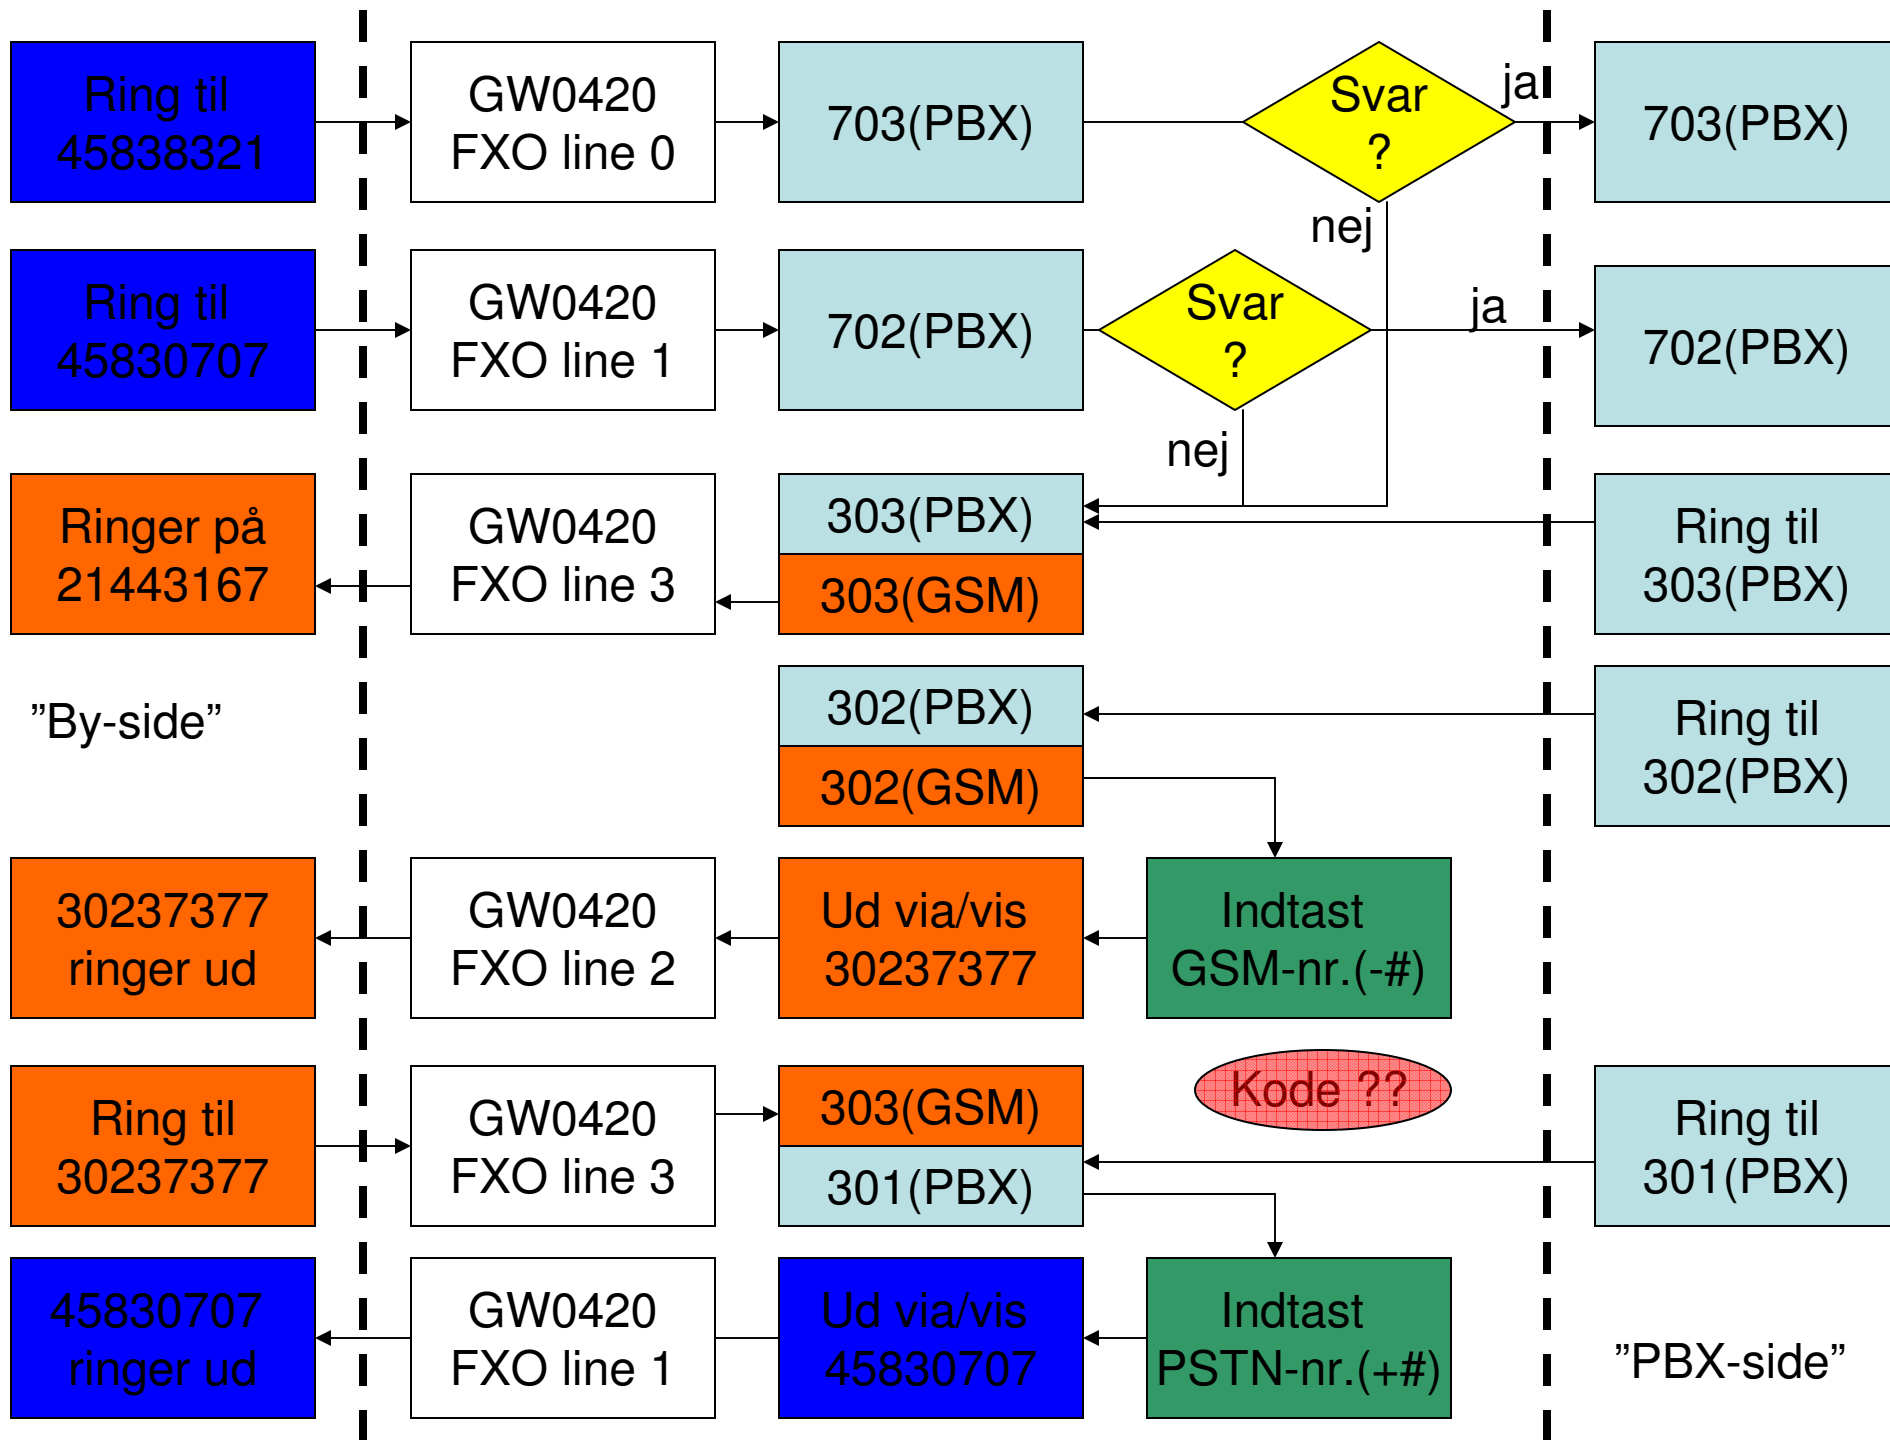 Ring til
45838321
GW0420
FXO line 0
703(PBX)
Svar
?
ja
703(PBX)
nej
Ring til
45830707
GW0420
FXO line 1
702(PBX)
Svar
?
ja
702(PBX)
nej
Ringer på
21443167
GW0420
FXO line 3
303(PBX)
303(GSM)
Ring til
303(PBX)
”By-side”
302(PBX)
302(GSM)
Ring til
302(PBX)
30237377
ringer ud
GW0420
FXO line 2
Ud via/vis
30237377
Indtast
GSM-nr.(-#)
Kode ??
Ring til
30237377
GW0420
FXO line 3
303(GSM)
301(PBX)
Ring til
301(PBX)
45830707
ringer ud
GW0420
FXO line 1
Ud via/vis
45830707
Indtast
PSTN-nr.(+#)
”PBX-side”